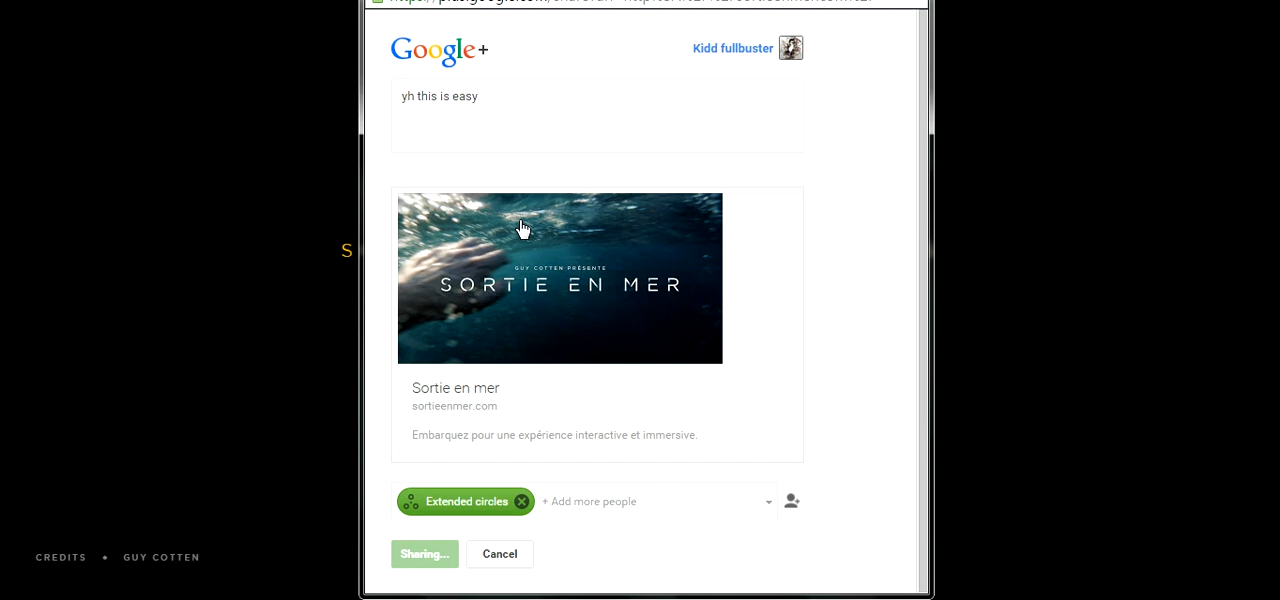 Google+
Kidd fullbuster
yh this is easy
S
GUY COTTEN PRÉSENTE
SORTIE EN MER
Sortie en mer
sortieenmer.com
Embarquez pour une expérience interactive et immersive.
Extended circles
+ Add more people
Sharing...
Cancel
CREDITS • GUY COTTEN